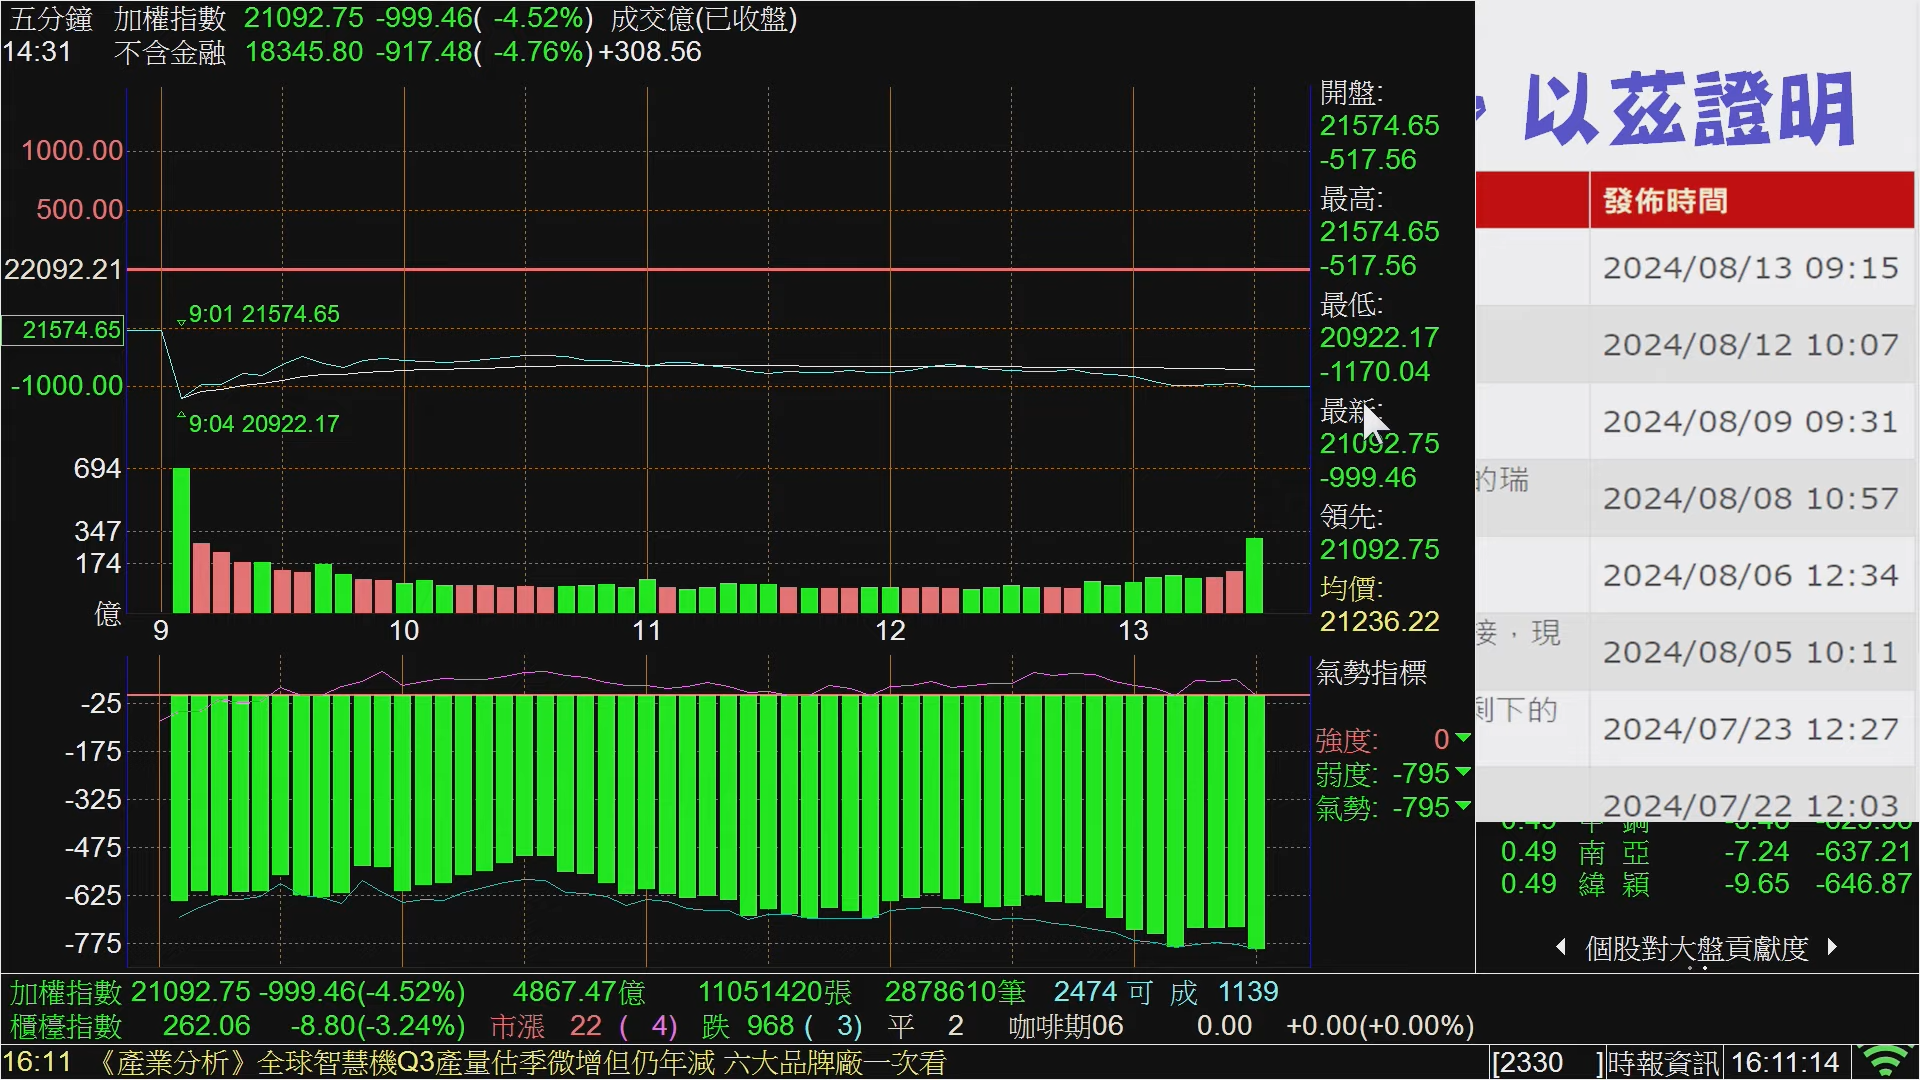 五分鐘 加權指數 21092.75 -999.46( -4.52%) 成交億(已收盤)
14:31 不含金融 18345.80 -917.48( -4.76%)+308.56
1000.00
500.00
22092.21
21574.65
-1000.00
9:01 21574.65
9:04 20922.17
694
347
174
億
9 10 11 12 13
開盤:
21574.65
-517.56
最高:
21574.65
-517.56
最低:
20922.17
-1170.04
最新:
21092.75
-999.46
領先:
21092.75
均價:
21236.22
-25
-175
-325
-475
-625
-775
氣勢指標
強度: 0
弱度: -795
氣勢: -795
以茲證明
發佈時間
2024/08/13 09:15
2024/08/12 10:07
2024/08/09 09:31
的瑞 2024/08/08 10:57
2024/08/06 12:34
接，現 2024/08/05 10:11
剩下的 2024/07/23 12:27
2024/07/22 12:03
0.49 南亞 -7.24 -637.21
0.49 緯穎 -9.65 -646.87
個股對大盤貢獻度
加權指數 21092.75 -999.46(-4.52%) 4867.47億 11051420張 2878610筆 2474 可 成 1139
櫃檯指數 262.06 -8.80(-3.24%) 市漲 22 ( 4) 跌 968 ( 3) 平 2 咖啡期06 0.00 +0.00(+0.00%)
16:11 《產業分析》全球智慧機Q3產量估季微增但仍年減 六大品牌廠一次看 [2330 ]時報資訊 16:11:14